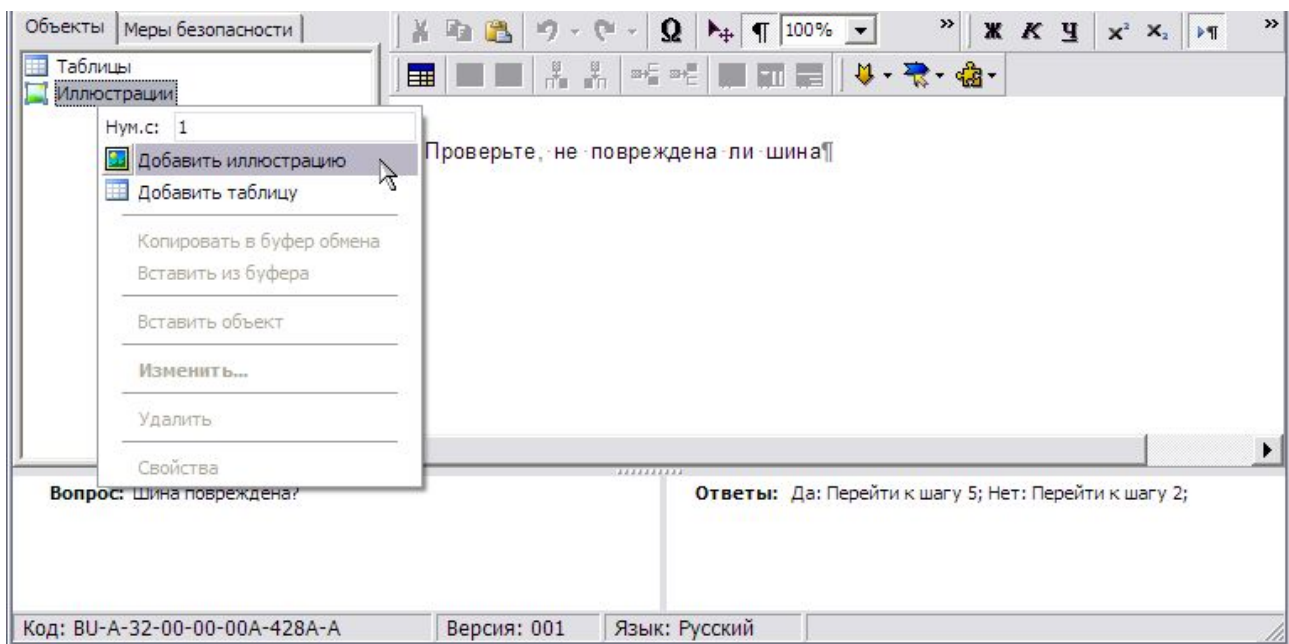 Объекты Меры безопасности
Ω ¶ 100% » Ж К Ч x² x₂ ¶ »
Таблицы
Иллюстрации
Нум.с: 1
Добавить иллюстрацию
Проверьте, не повреждена ли шина¶
Добавить таблицу
Копировать в буфер обмена
Вставить из буфера
Вставить объект
Изменить...
Удалить
Свойства
Вопрос: Шина повреждена?
Ответы: Да: Перейти к шагу 5; Нет: Перейти к шагу 2;
Код: BU-A-32-00-00-00A-428A-A Версия: 001 Язык: Русский